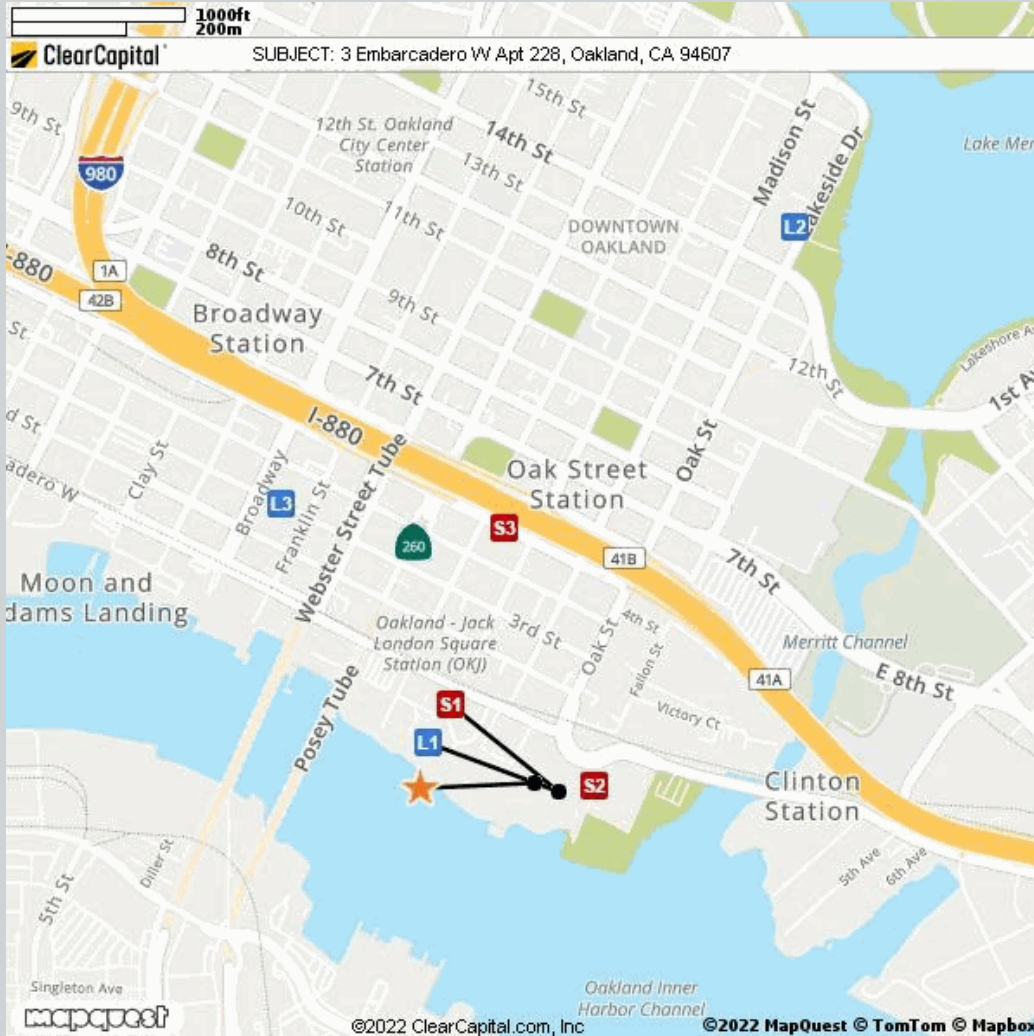 1000ft
200m
ClearCapital
SUBJECT: 3 Embarcadero W Apt 228, Oakland, CA 94607
15th St
9th St
12th St. Oakland
City Center
Station
14th St
Madison St
Lakeside Dr
Lake Mer
980
13th St
10th St
11th St
DOWNTOWN
OAKLAND
L2
I-880
8th St
1A
42B
9th St
Broadway
Station
St.
Lakeshore A
7th St
12th St
1st Av
I-880
d St.
Clay St
Oak St
Oak Street
Station
adero W
Broadway
L3
Franklin St
Webster Street Tube
S3
260
41B
7th St
Moon and
dams Landing
Oakland - Jack
London Square
Station (OKJ)
3rd St
4th St
Oak St
Fallon St
Merritt Channel
41A
E 8th St
Posey Tube
S1
Victory Ct
L1
S2
Clinton
Station
Diller St
5th St
5th Ave
6th Ave
Singleton Ave
Oakland Inner
Harbor Channel
mapquest
©2022 ClearCapital.com, Inc
©2022 MapQuest © TomTom © Mapbo